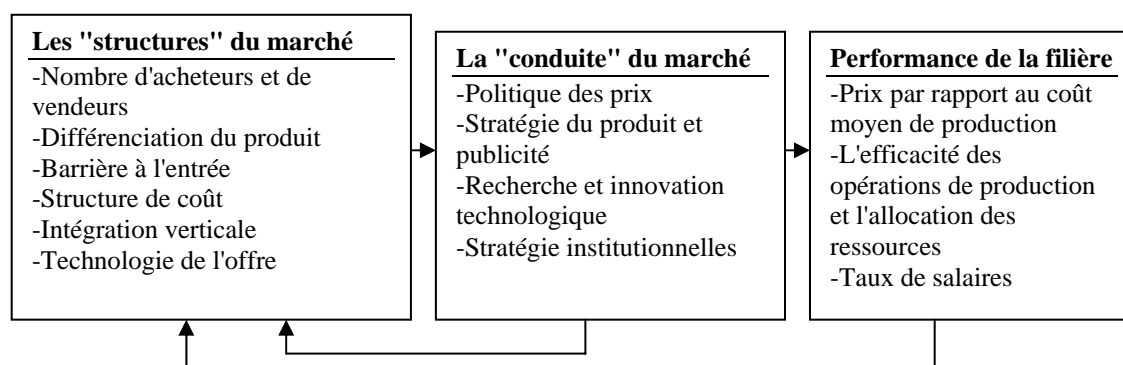 Les "structures" du marché
-Nombre d'acheteurs et de
vendeurs
-Différenciation du produit
-Barrière à l'entrée
-Structure de coût
-Intégration verticale
-Technologie de l'offre
La "conduite" du marché
-Politique des prix
-Stratégie du produit et
publicité
-Recherche et innovation
technologique
-Stratégie institutionnelles
Performance de la filière
-Prix par rapport au coût
moyen de production
-L'efficacité des
opérations de production
et l'allocation des
ressources
-Taux de salaires